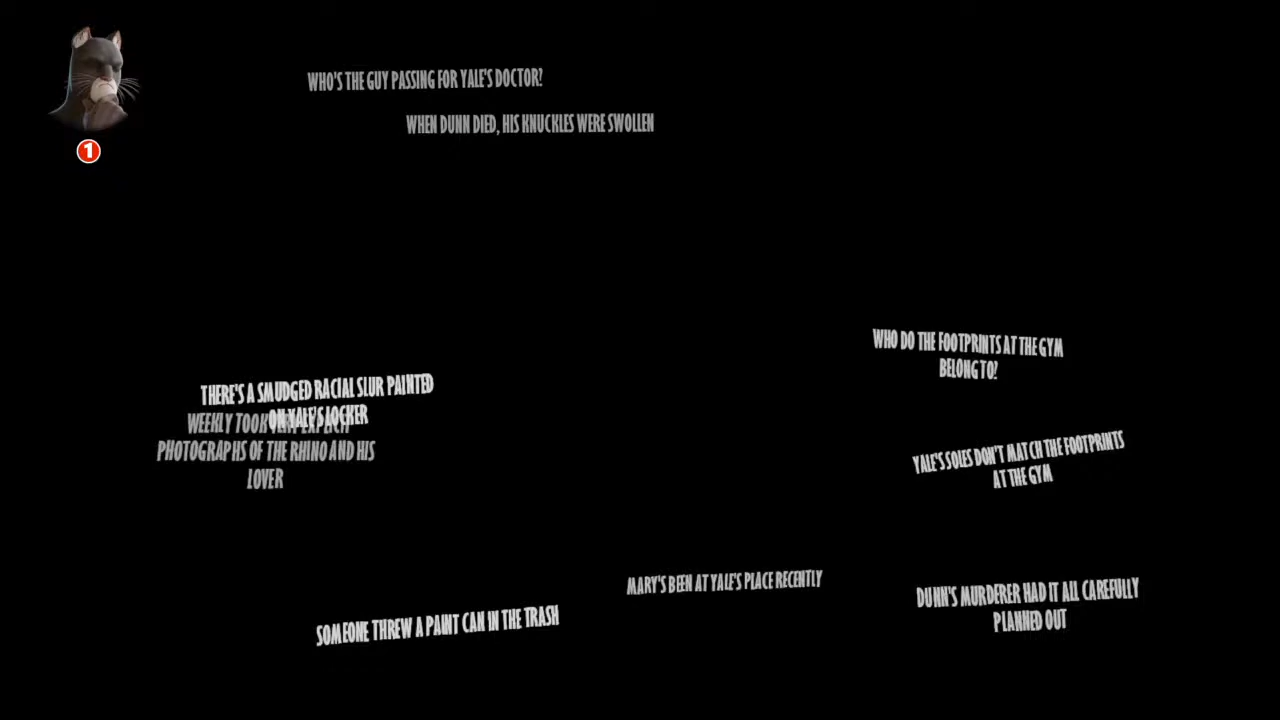 WHO'S THE GUY PASSING FOR YALE'S DOCTOR?
WHEN DUNN DIED, HIS KNUCKLES WERE SWOLLEN
1
WHO DO THE FOOTPRINTS AT THE GYM
BELONG TO?
THERE'S A SMUDGED RACIAL SLUR PAINTED
ON YALE'S LOCKER
WEEKLY TOOK
PHOTOGRAPHS OF THE RHINO AND HIS
LOVER
YALE'S SOLES DON'T MATCH THE FOOTPRINTS
AT THE GYM
MARY'S BEEN AT YALE'S PLACE RECENTLY
DUNN'S MURDERER HAD IT ALL CAREFULLY
PLANNED OUT
SOMEONE THREW A PAINT CAN IN THE TRASH